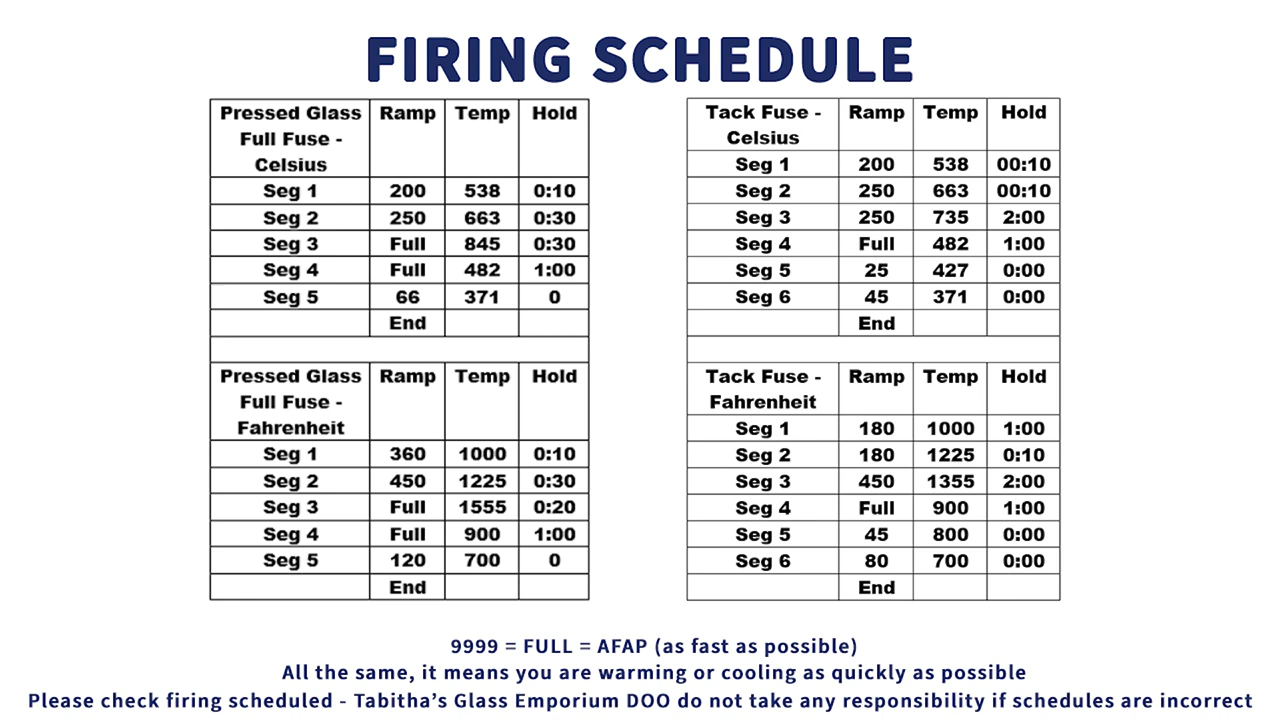 FIRING SCHEDULE
Pressed Glass Full Fuse - Celsius Ramp Temp Hold
Seg 1 200 538 0:10
Seg 2 250 663 0:30
Seg 3 Full 845 0:30
Seg 4 Full 482 1:00
Seg 5 66 371 0
End
Pressed Glass Full Fuse - Fahrenheit Ramp Temp Hold
Seg 1 360 1000 0:10
Seg 2 450 1225 0:30
Seg 3 Full 1555 0:20
Seg 4 Full 900 1:00
Seg 5 120 700 0
End
Tack Fuse - Celsius Ramp Temp Hold
Seg 1 200 538 00:10
Seg 2 250 663 00:10
Seg 3 250 735 2:00
Seg 4 Full 482 1:00
Seg 5 25 427 0:00
Seg 6 45 371 0:00
End
Tack Fuse - Fahrenheit Ramp Temp Hold
Seg 1 180 1000 1:00
Seg 2 180 1225 0:10
Seg 3 450 1355 2:00
Seg 4 Full 900 1:00
Seg 5 45 800 0:00
Seg 6 80 700 0:00
End
9999 = FULL = AFAP (as fast as possible)
All the same, it means you are warming or cooling as quickly as possible
Please check firing scheduled - Tabitha's Glass Emporium DOO do not take any responsibility if schedules are incorrect